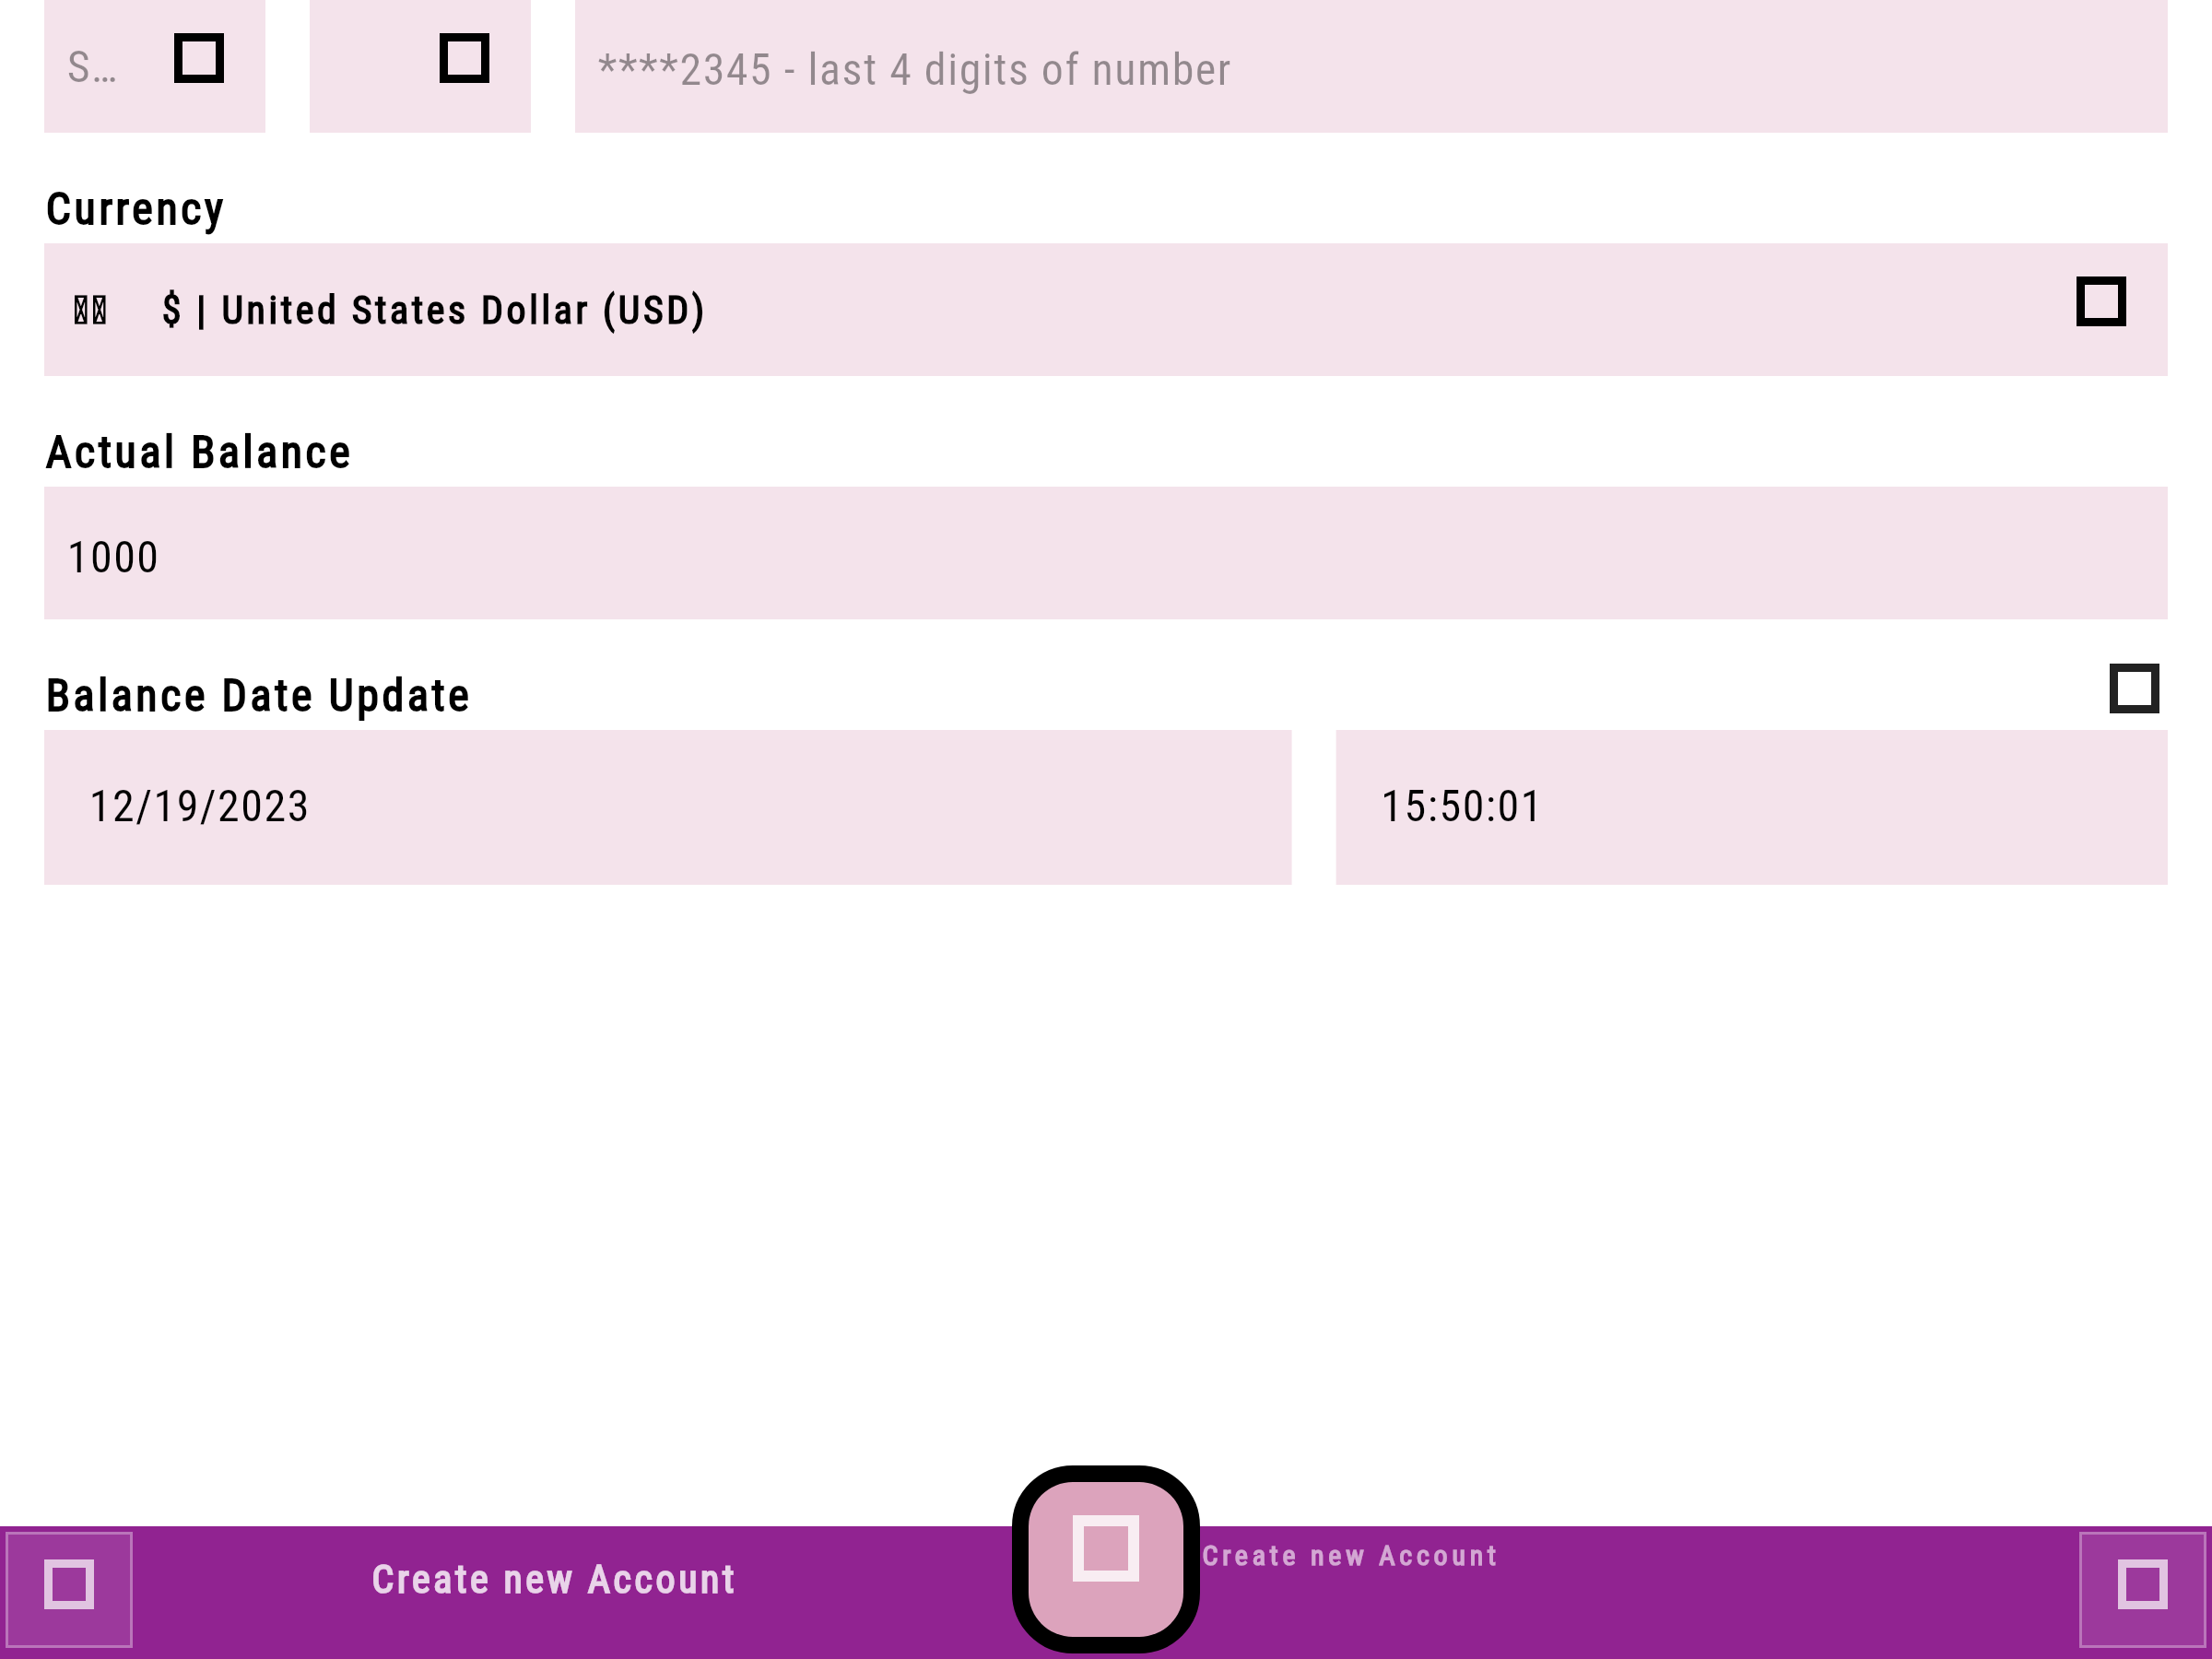 S…
****2345 - last 4 digits of number
Currency
$ | United States Dollar (USD)
Actual Balance
1000
Balance Date Update
12/19/2023 15:50:01
Create new Account
Create new Account